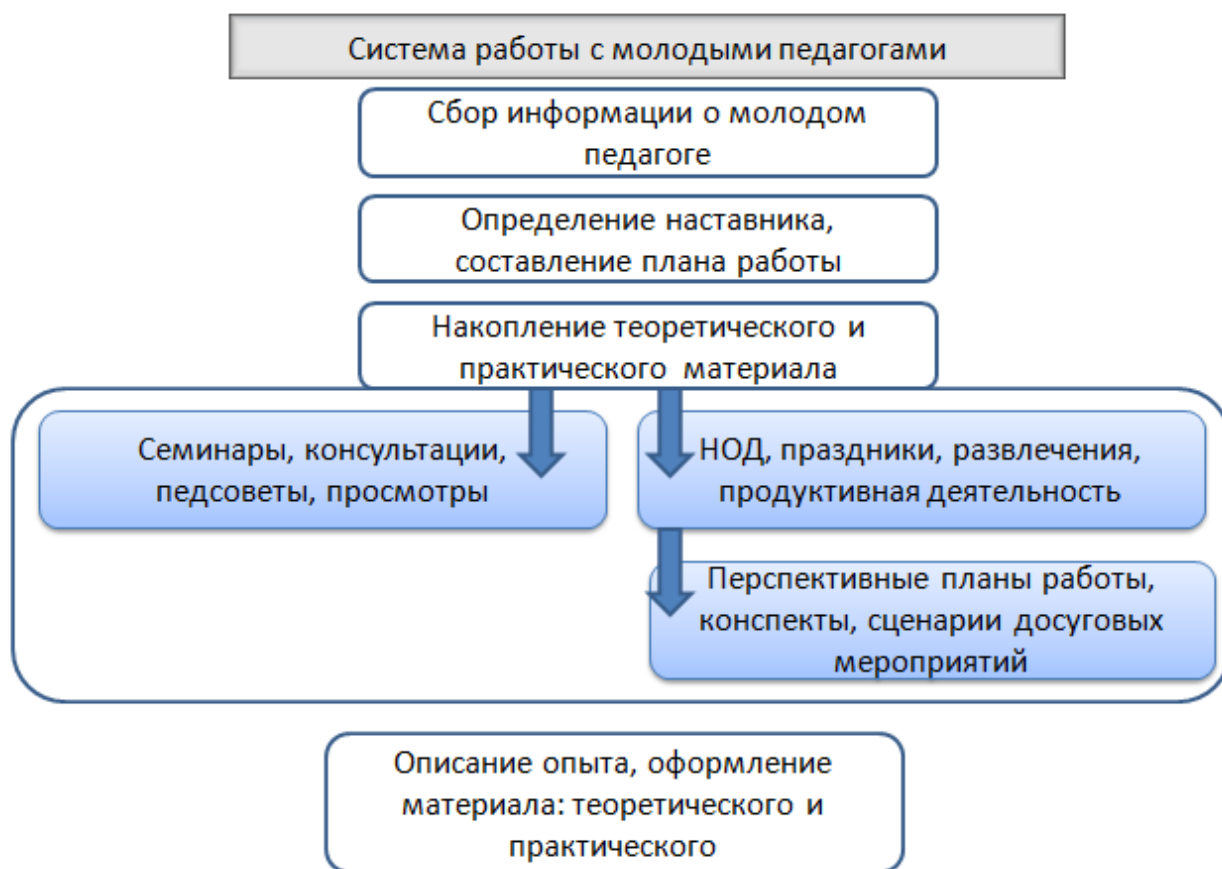 Система работы с молодыми педагогами
Сбор информации о молодом
педагоге
Определение наставника,
составление плана работы
Накопление теоретического и
практического материала
Семинары, консультации,
педсоветы, просмотры
НОД, праздники, развлечения,
продуктивная деятельность
Перспективные планы работы,
конспекты, сценарии досуговых
мероприятий
Описание опыта, оформление
материала: теоретического и
практического